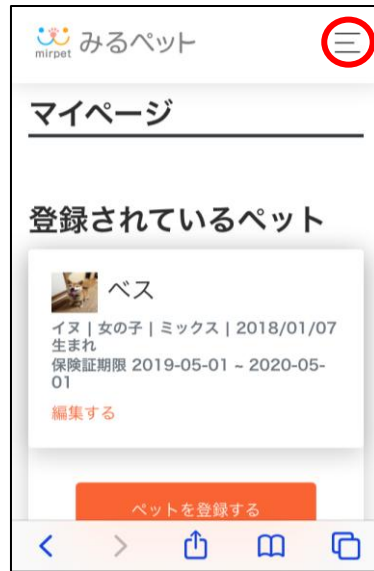 みるペット
mirpet
マイページ
登録されているペット
ベス
イヌ | 女の子 | ミックス | 2018/01/07
生まれ
保険証期限 2019-05-01 ~ 2020-05-
01
編集する
ペットを登録する